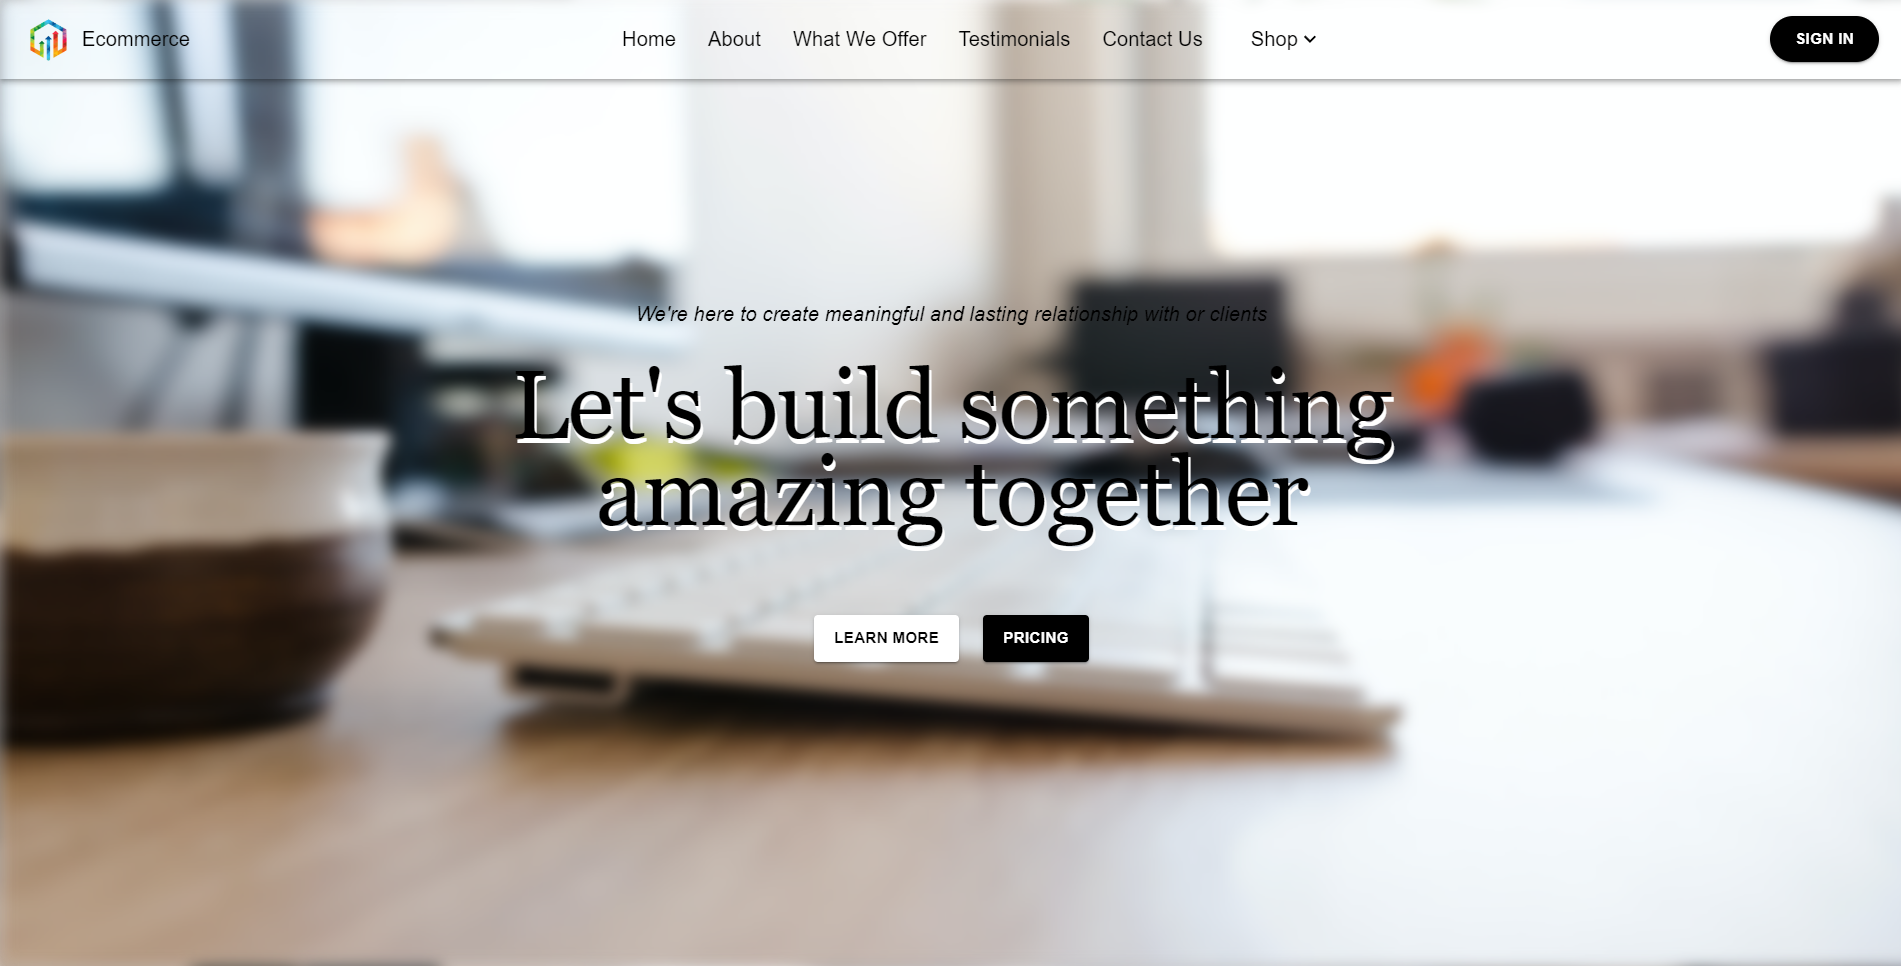 Ecommerce
Home About What We Offer Testimonials Contact Us Shop
SIGN IN
We're here to create meaningful and lasting relationship with or clients
Let's build something
amazing together
LEARN MORE PRICING